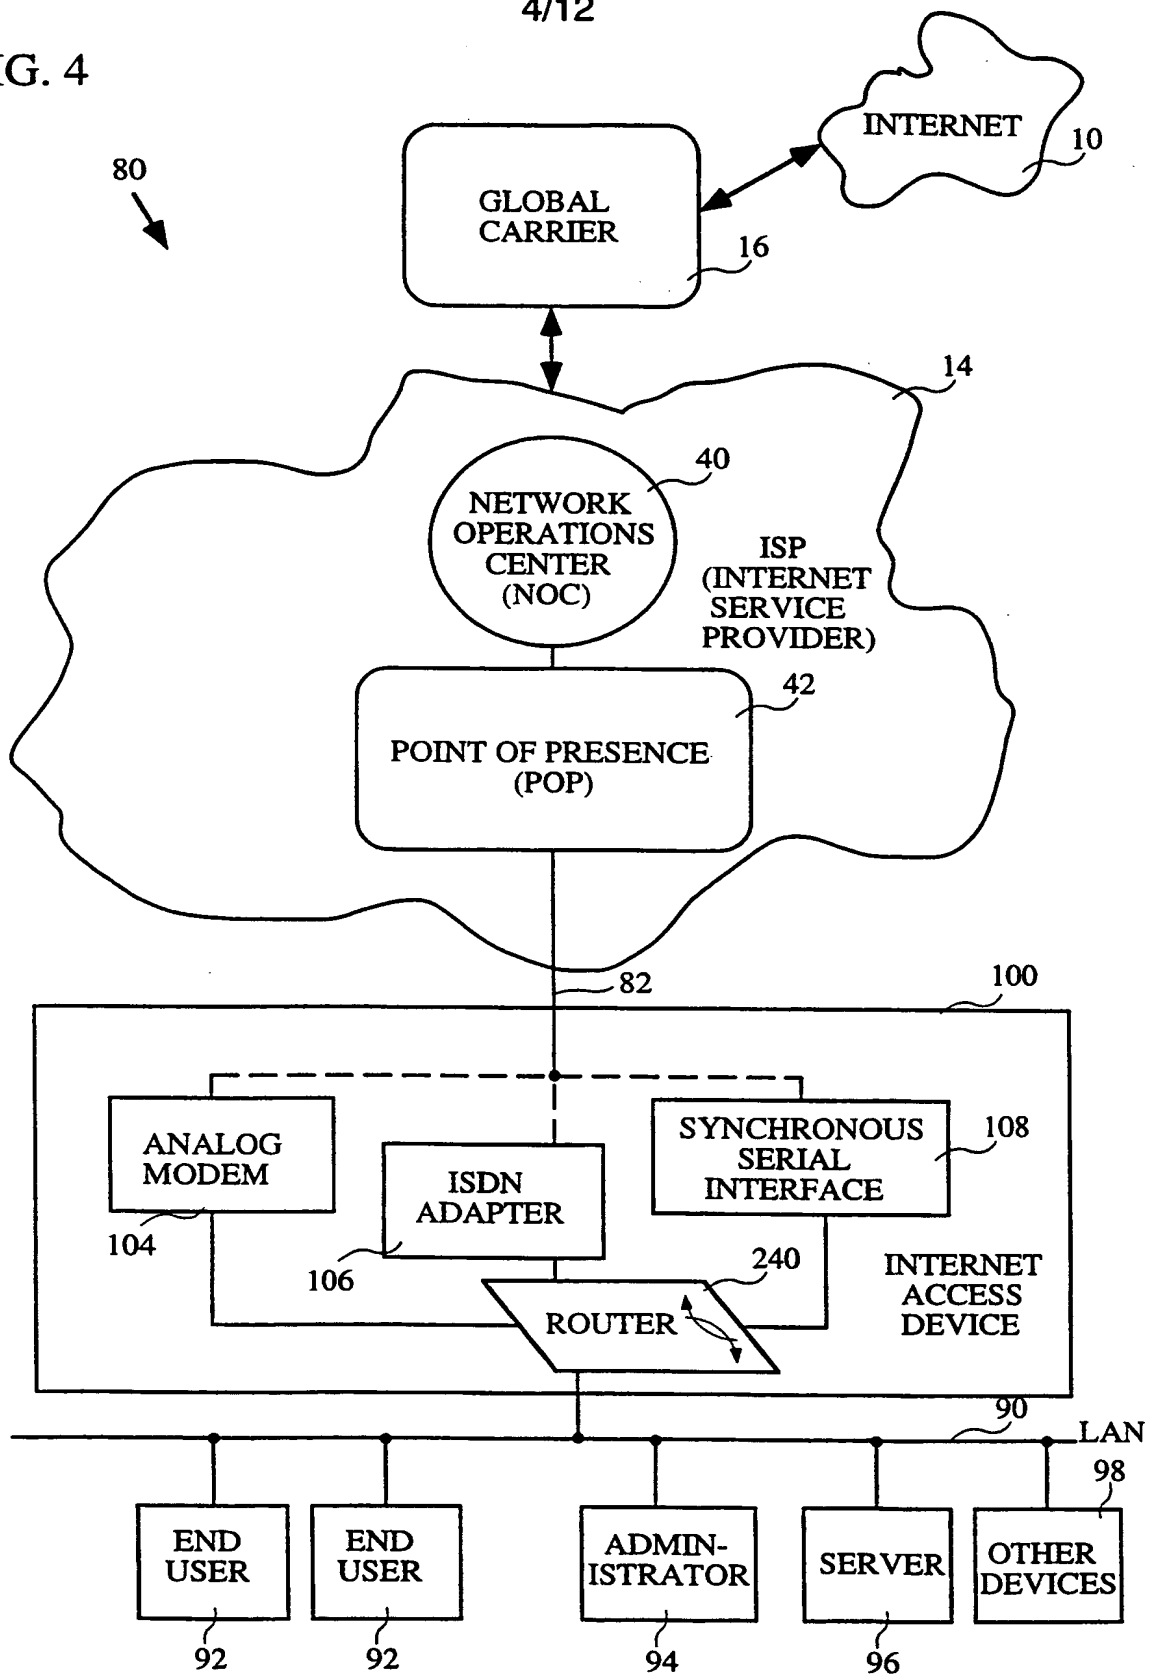 4/12
IG. 4
INTERNET
10
80
GLOBAL
CARRIER
16
14
40
NETWORK
OPERATIONS
CENTER
(NOC)
ISP
(INTERNET
SERVICE
PROVIDER)
42
POINT OF PRESENCE
(POP)
82
100
ANALOG
MODEM
104
ISDN
ADAPTER
106
SYNCHRONOUS
SERIAL
INTERFACE
108
240
ROUTER
INTERNET
ACCESS
DEVICE
90
LAN
98
END
USER
92
END
USER
92
ADMIN-
ISTRATOR
94
SERVER
96
OTHER
DEVICES